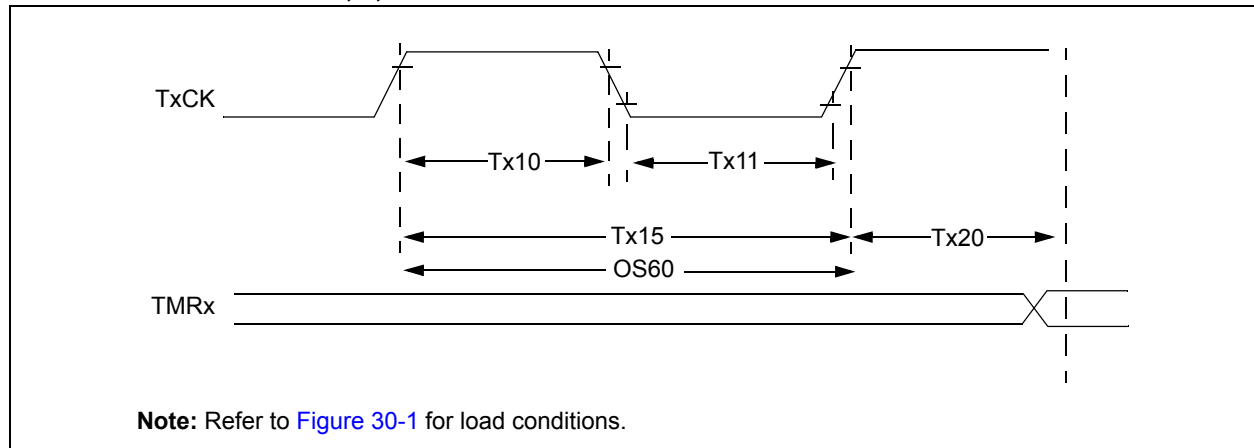 TxCK
Tx10 Tx11
Tx15 Tx20
OS60
TMRx
Note: Refer to Figure 30-1 for load conditions.